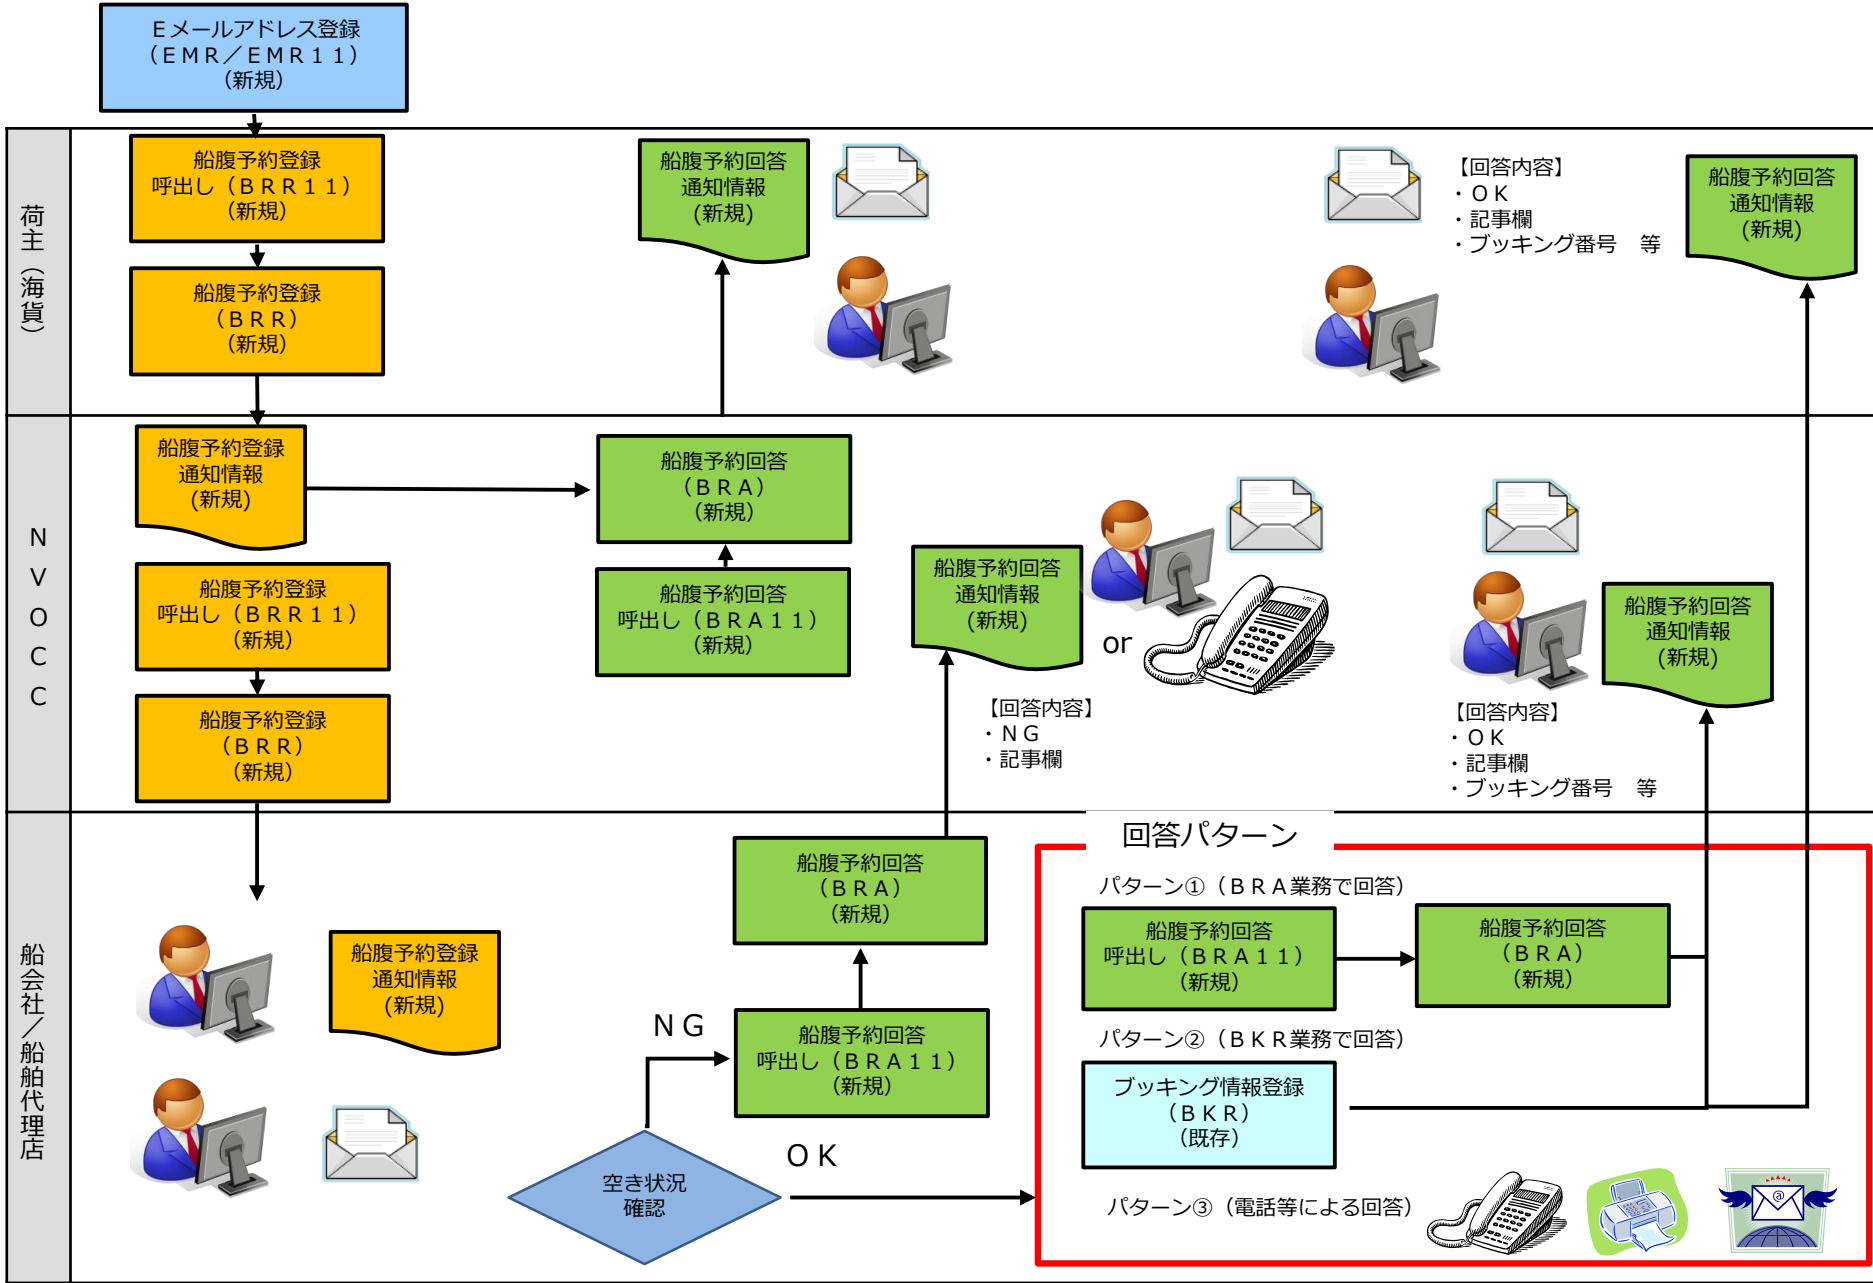 Ｅメールアドレス登録
（ＥＭＲ／ＥＭＲ１１）
（新規）
荷主（海貨）
船腹予約登録
呼出し（ＢＲＲ１１）
（新規）
船腹予約登録
（ＢＲＲ）
（新規）
船腹予約回答
通知情報
(新規)
【回答内容】
・ＯＫ
・記事欄
・ブッキング番号　等
船腹予約回答
通知情報
(新規)
ＮＶＯＣＣ
船腹予約登録
通知情報
(新規)
船腹予約登録
呼出し（ＢＲＲ１１）
（新規）
船腹予約登録
（ＢＲＲ）
（新規）
船腹予約回答
（ＢＲＡ）
（新規）
船腹予約回答
呼出し（ＢＲＡ１１）
（新規）
船腹予約回答
通知情報
(新規)
or
【回答内容】
・ＮＧ
・記事欄
船腹予約回答
通知情報
(新規)
【回答内容】
・ＯＫ
・記事欄
・ブッキング番号　等
船会社／船舶代理店
船腹予約登録
通知情報
(新規)
空き状況
確認
ＮＧ
ＯＫ
船腹予約回答
（ＢＲＡ）
（新規）
船腹予約回答
呼出し（ＢＲＡ１１）
（新規）
回答パターン
パターン①（ＢＲＡ業務で回答）
船腹予約回答
呼出し（ＢＲＡ１１）
（新規）
船腹予約回答
（ＢＲＡ）
（新規）
パターン②（ＢＫＲ業務で回答）
ブッキング情報登録
（ＢＫＲ）
（既存）
パターン③（電話等による回答）
@